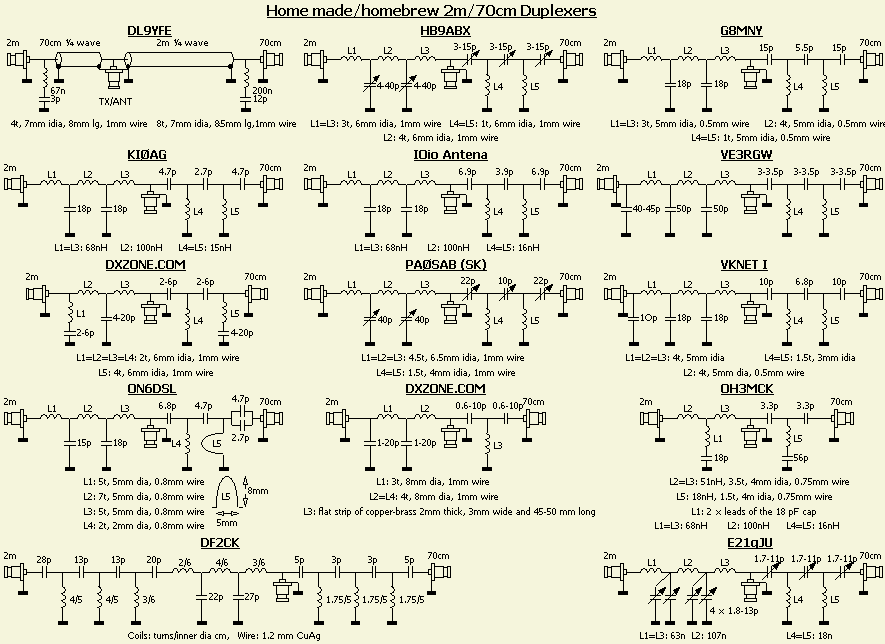 Home made/homebrew 2m/70cm Duplexers
DL9YFE
2m 70cm ¼ wave 2m ¼ wave 70cm
67n
3p
TX/ANT
200n
12p
4t, 7mm idia, 8mm lg, 1mm wire 8t, 7mm idia, 85mm lg,1mm wire
HB9ABX
2m L1 L2 L3 3-15p 3-15p 3-15p 70cm
4-40p 4-40p L4 L5
L1=L3: 3t, 6mm idia, 1mm wire L4=L5: 1t, 6mm idia, 1mm wire
L2: 4t, 6mm idia, 1mm wire
G8MNY
2m L1 L2 L3 15p 5.5p 15p 70cm
18p 18p L4 L5
L1=L3: 3t, 5mm idia, 0.5mm wire L2: 4t, 5mm idia, 0.5mm wire
L4=L5: 1t, 5mm idia, 0.5mm wire
KIØAG
2m L1 L2 L3 4.7p 2.7p 4.7p 70cm
18p 18p L4 L5
L1=L3: 68nH L2: 100nH L4=L5: 15nH
IOio Antena
2m L1 L2 L3 6.9p 3.9p 6.9p 70cm
18p 18p L4 L5
L1=L3: 68nH L2: 100nH L4=L5: 16nH
VE3RGW
2m L1 L2 L3 3-3.5p 3-3.5p 3-3.5p 70cm
40-45p 50p 50p L4 L5
DXZONE.COM
2m L2 L3 2-6p 2-6p 70cm
L1 4-20p L4 L5
2-6p 4-20p
L1=L2=L3=L4: 2t, 6mm idia, 1mm wire
L5: 4t, 6mm idia, 1mm wire
PAØSAB (SK)
2m L1 L2 L3 22p 10p 22p 70cm
40p 40p L4 L5
L1=L2=L3: 4.5t, 6.5mm idia, 1mm wire
L4=L5: 1.5t, 4mm idia, 1mm wire
VKNET I
2m L1 L2 L3 10p 6.8p 10p 70cm
10p 18p 18p L4 L5
L1=L2=L3: 4t, 5mm idia L4=L5: 1.5t, 3mm idia
L2: 4t, 5mm dia, 0.5mm wire
ON6DSL
2m L1 L2 L3 6.8p 4.7p 4.7p 70cm
2.7p
15p 18p L4 L5
L1: 5t, 5mm dia, 0.8mm wire
L2: 7t, 5mm dia, 0.8mm wire
L3: 5t, 5mm dia, 0.8mm wire
L4: 2t, 2mm dia, 0.8mm wire
L5 8mm
5mm
DXZONE.COM
2m L1 L2 0.6-10p 0.6-10p 70cm
1-20p 1-20p L3
L1: 3t, 8mm dia, 1mm wire
L2=L4: 4t, 8mm dia, 1mm wire
L3: flat strip of copper-brass 2mm thick, 3mm wide and 45-50 mm long
OH3MCK
2m L2 L3 3.3p 3.3p 70cm
L1 L5
18p 56p
L2=L3: 51nH, 3.5t, 4mm idia, 0.75mm wire
L5: 18nH, 1.5t, 4m idia, 0.75mm wire
L1: 2 x leads of the 18 pF cap
L1=L3: 68nH L2: 100nH L4=L5: 16nH
DF2CK
2m 28p 13p 13p 20p 2/6 4/6 3/6 5p 3p 3p 5p 70cm
4/5 4/5 3/6 22p 27p 1.75/5 1.75/5 1.75/5
Coils: turns/inner dia cm, Wire: 1.2 mm CuAg
E21qJU
2m L1 L2 L3 1.7-11p 1.7-11p 1.7-11p 70cm
4 x 1.8-13p L4 L5
L1=L3: 63n L2: 107n L4=L5: 18n